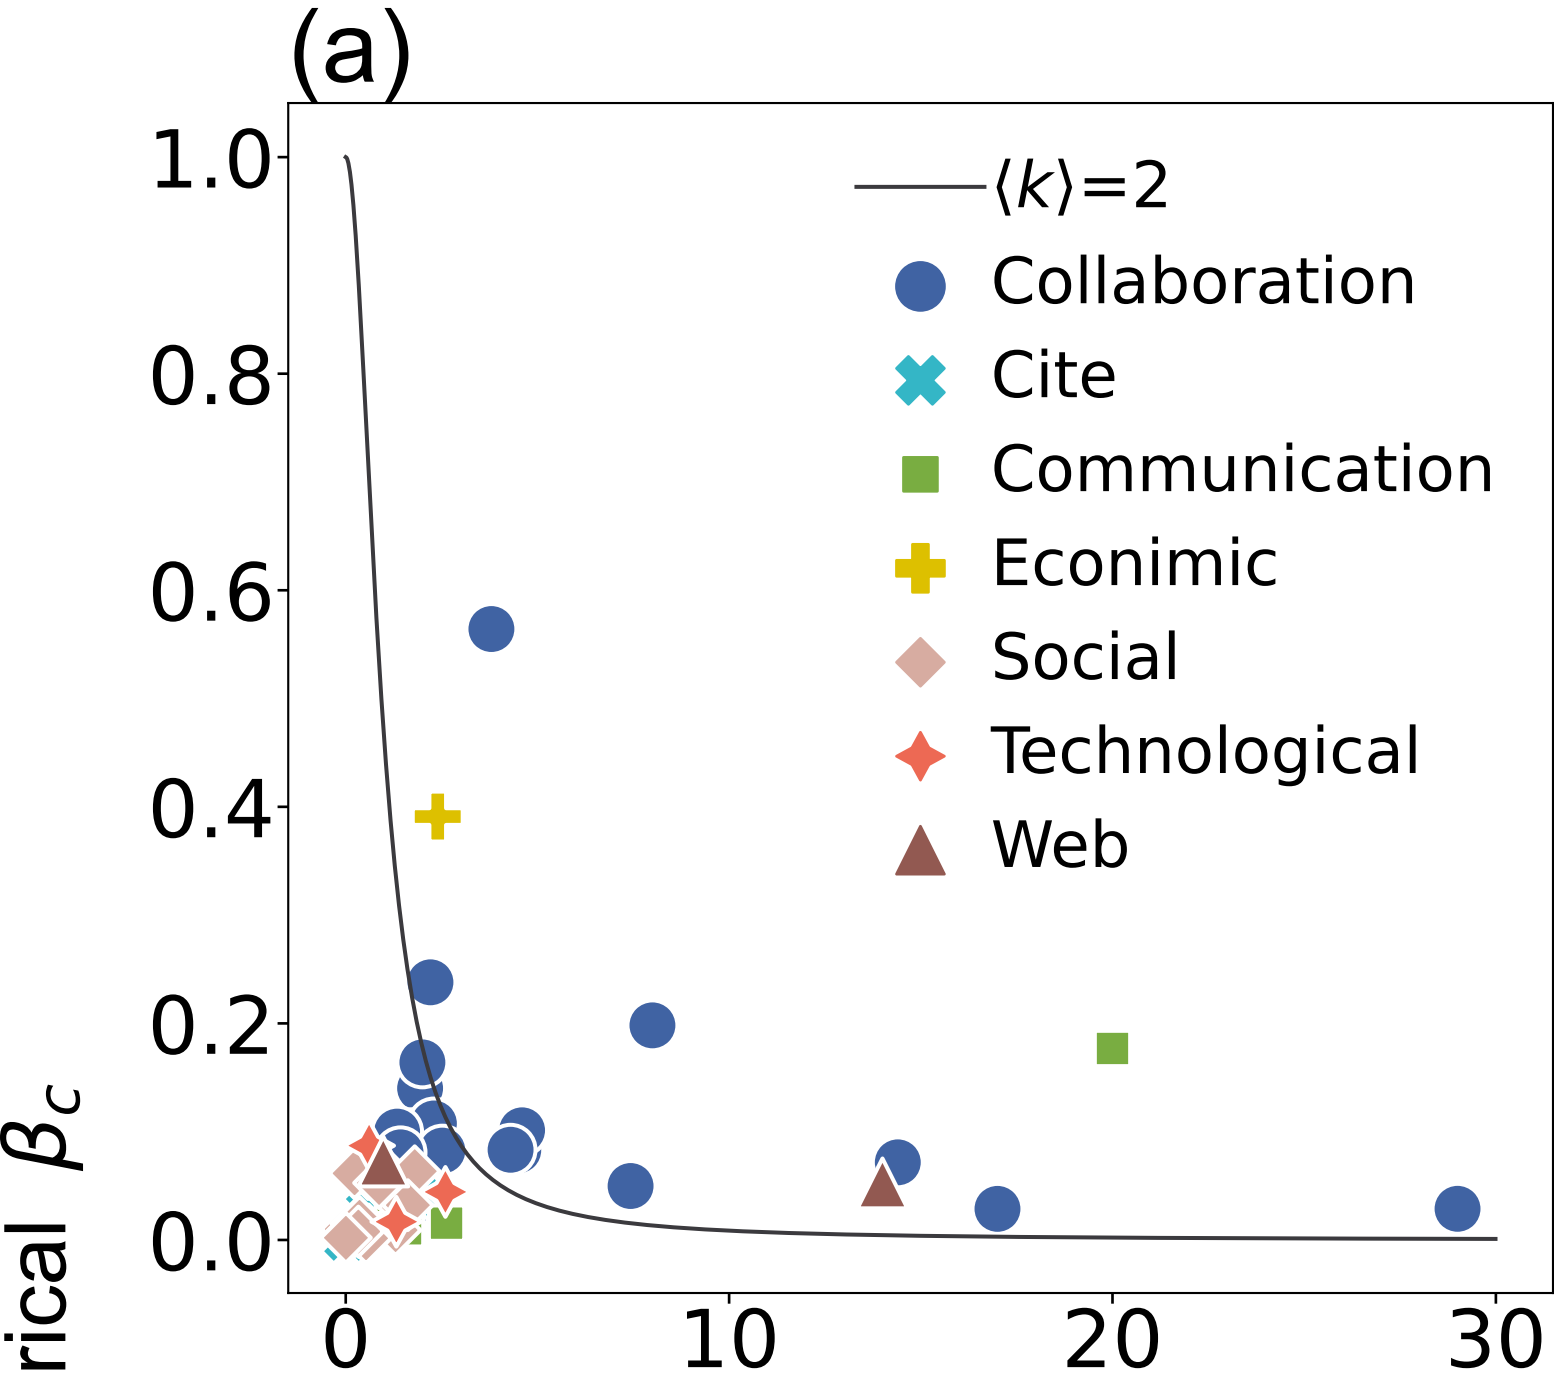 (a)
1.0
0.8
0.6
0.4
0.2
0.0
0 10 20 30
rical β_c
⟨k⟩=2
Collaboration
Cite
Communication
Econimic
Social
Technological
Web